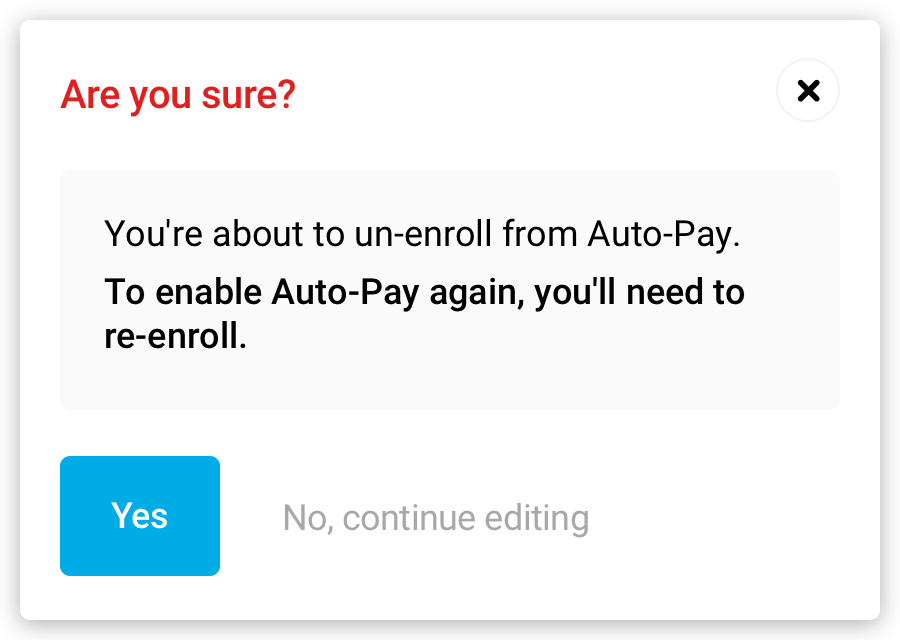 Are you sure?
You're about to un-enroll from Auto-Pay.
To enable Auto-Pay again, you'll need to
re-enroll.
Yes
No, continue editing